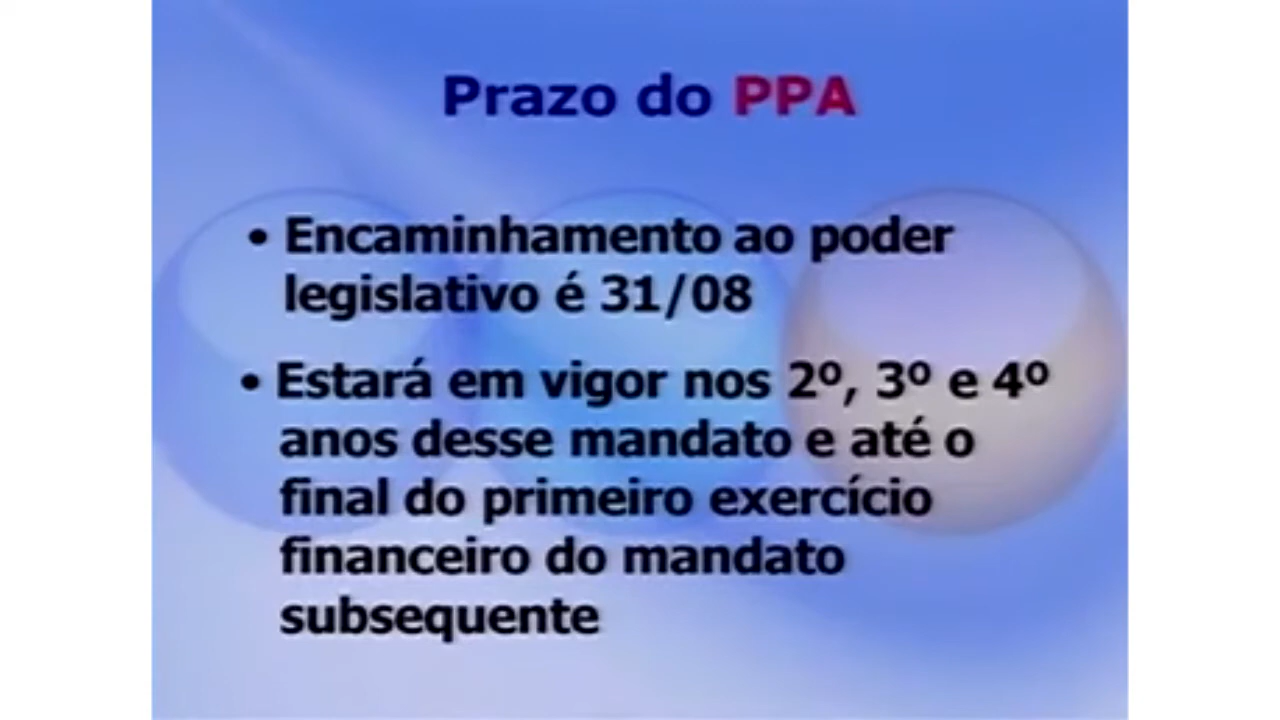 Prazo do PPA
• Encaminhamento ao poder
legislativo é 31/08
• Estará em vigor nos 2º, 3º e 4º
anos desse mandato e até o
final do primeiro exercício
financeiro do mandato
subsequente